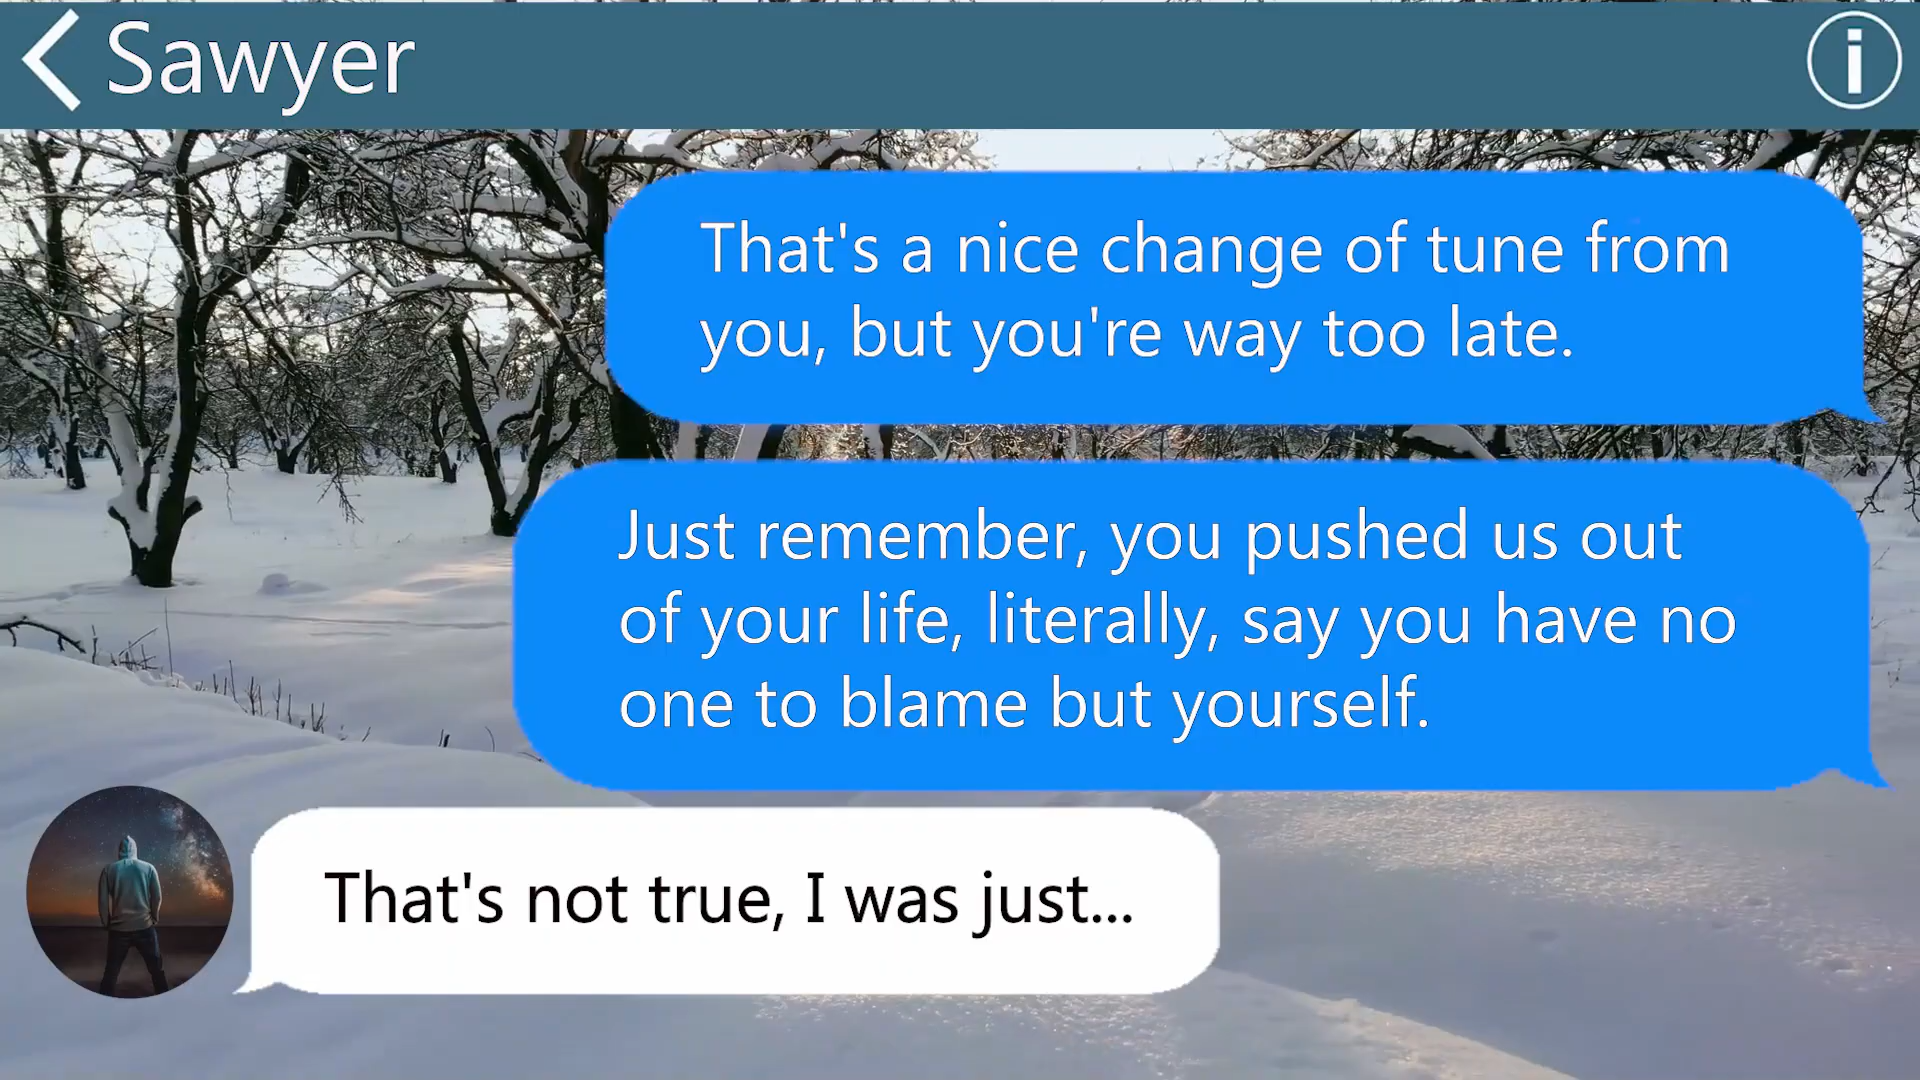 Sawyer
That's a nice change of tune from
you, but you're way too late.
Just remember, you pushed us out
of your life, literally, say you have no
one to blame but yourself.
That's not true, I was just...